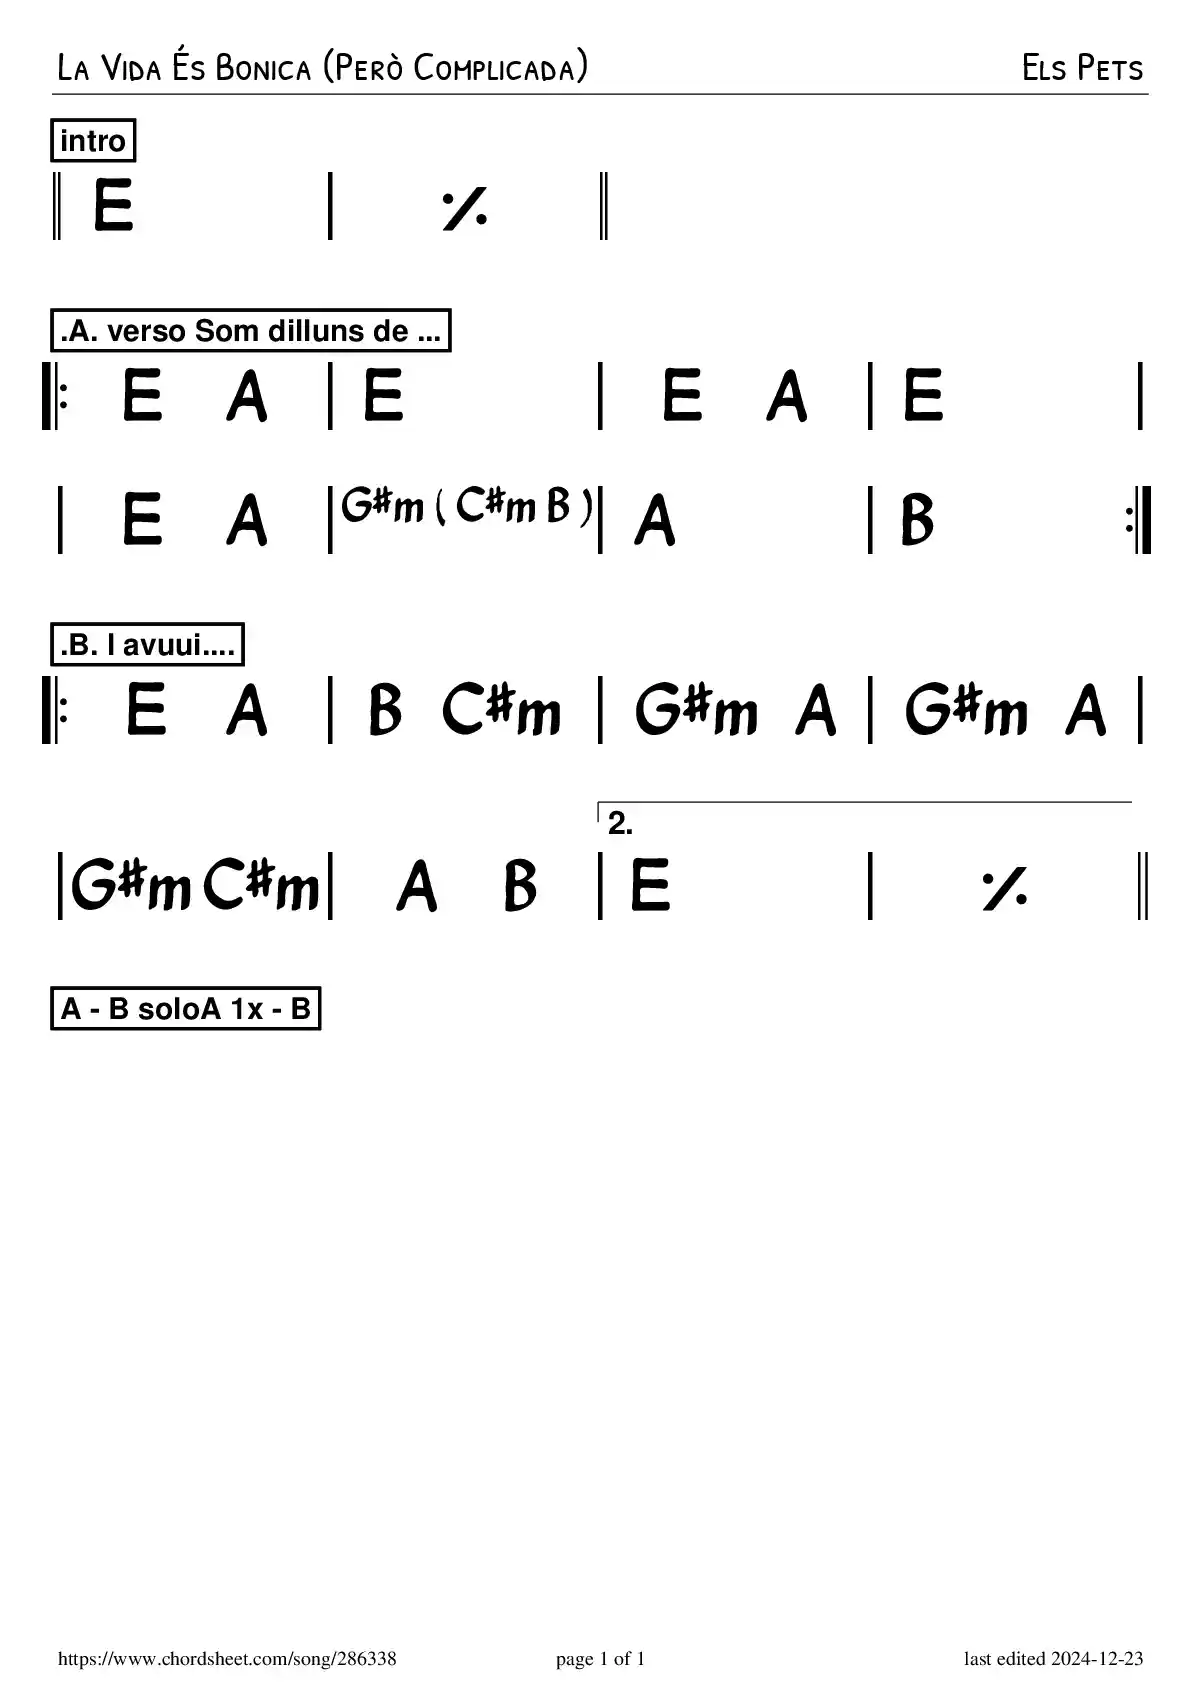 La Vida És Bonica (Però Complicada) Els Pets
intro
E | 𝄎
.A. verso Som dilluns de ...
E A | E | E A | E |
| E A | G#m ( C#m B ) | A | B
.B. I avuui....
E A | B C#m | G#m A | G#m A |
2.
| G#m C#m | A B | E | 𝄎
A - B soloA 1x - B
https://www.chordsheet.com/song/286338 page 1 of 1 last edited 2024-12-23